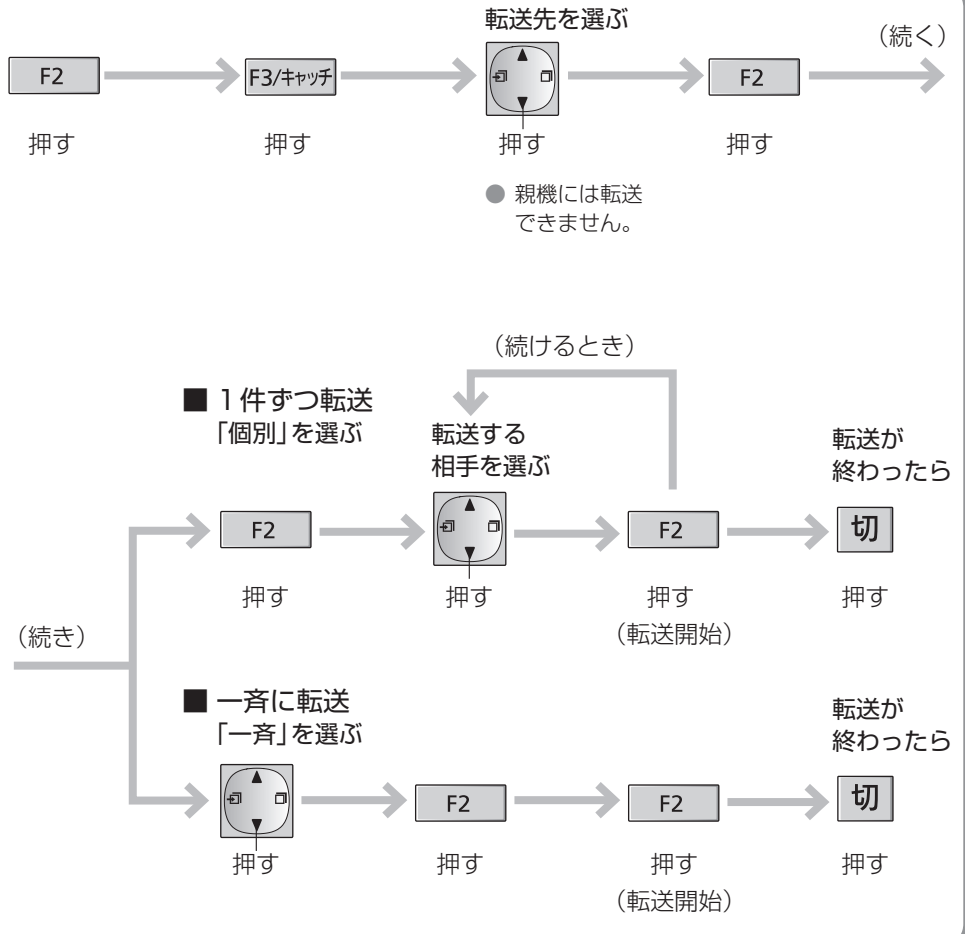 転送先を選ぶ
（続く）
F2
F3/キャッチ
F2
押す
押す
押す
押す
● 親機には転送
できません。
（続けるとき）
■ 1件ずつ転送
「個別」を選ぶ
転送する
相手を選ぶ
転送が
終わったら
F2
F2
切
押す
押す
押す
（転送開始）
押す
（続き）
■ 一斉に転送
「一斉」を選ぶ
転送が
終わったら
F2
F2
切
押す
押す
押す
（転送開始）
押す